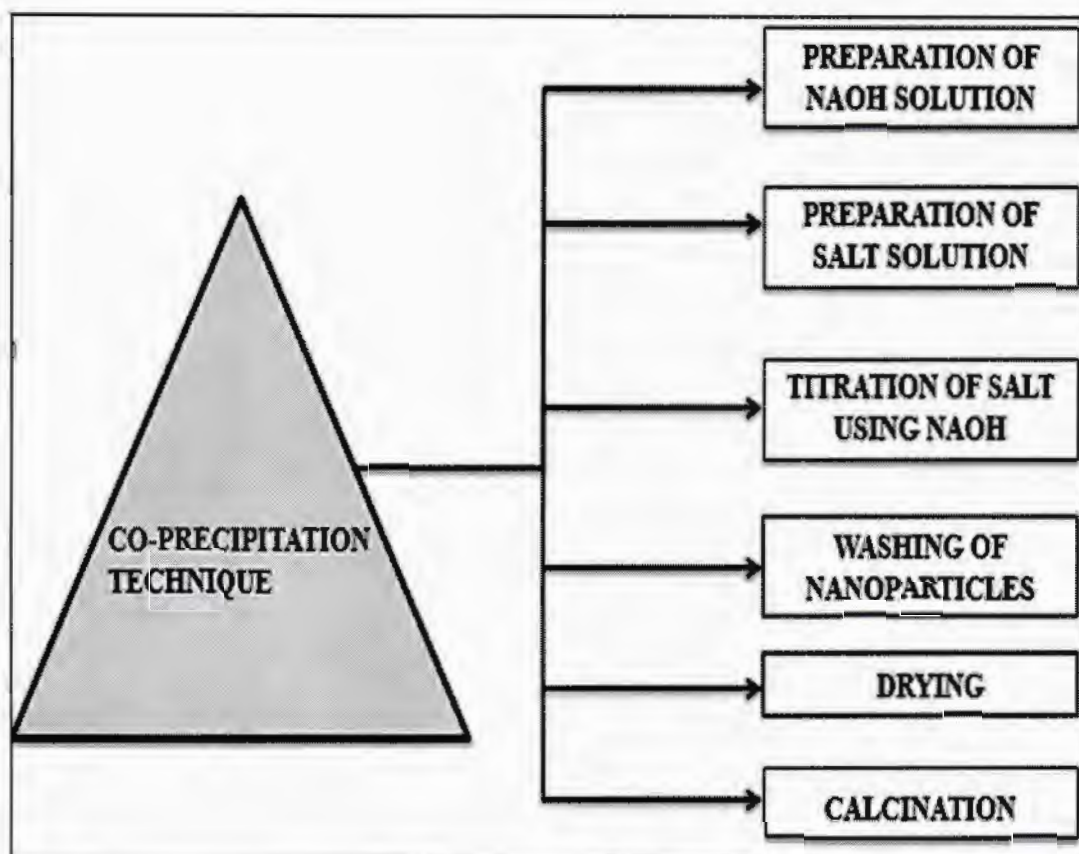 PREPARATION OF
NAOH SOLUTION
PREPARATION OF
SALT SOLUTION
TITRATION OF SALT
USING NAOH
CO-PRECIPITATION
TECHNIQUE
WASHING OF
NANOPARTICLES
DRYING
CALCINATION